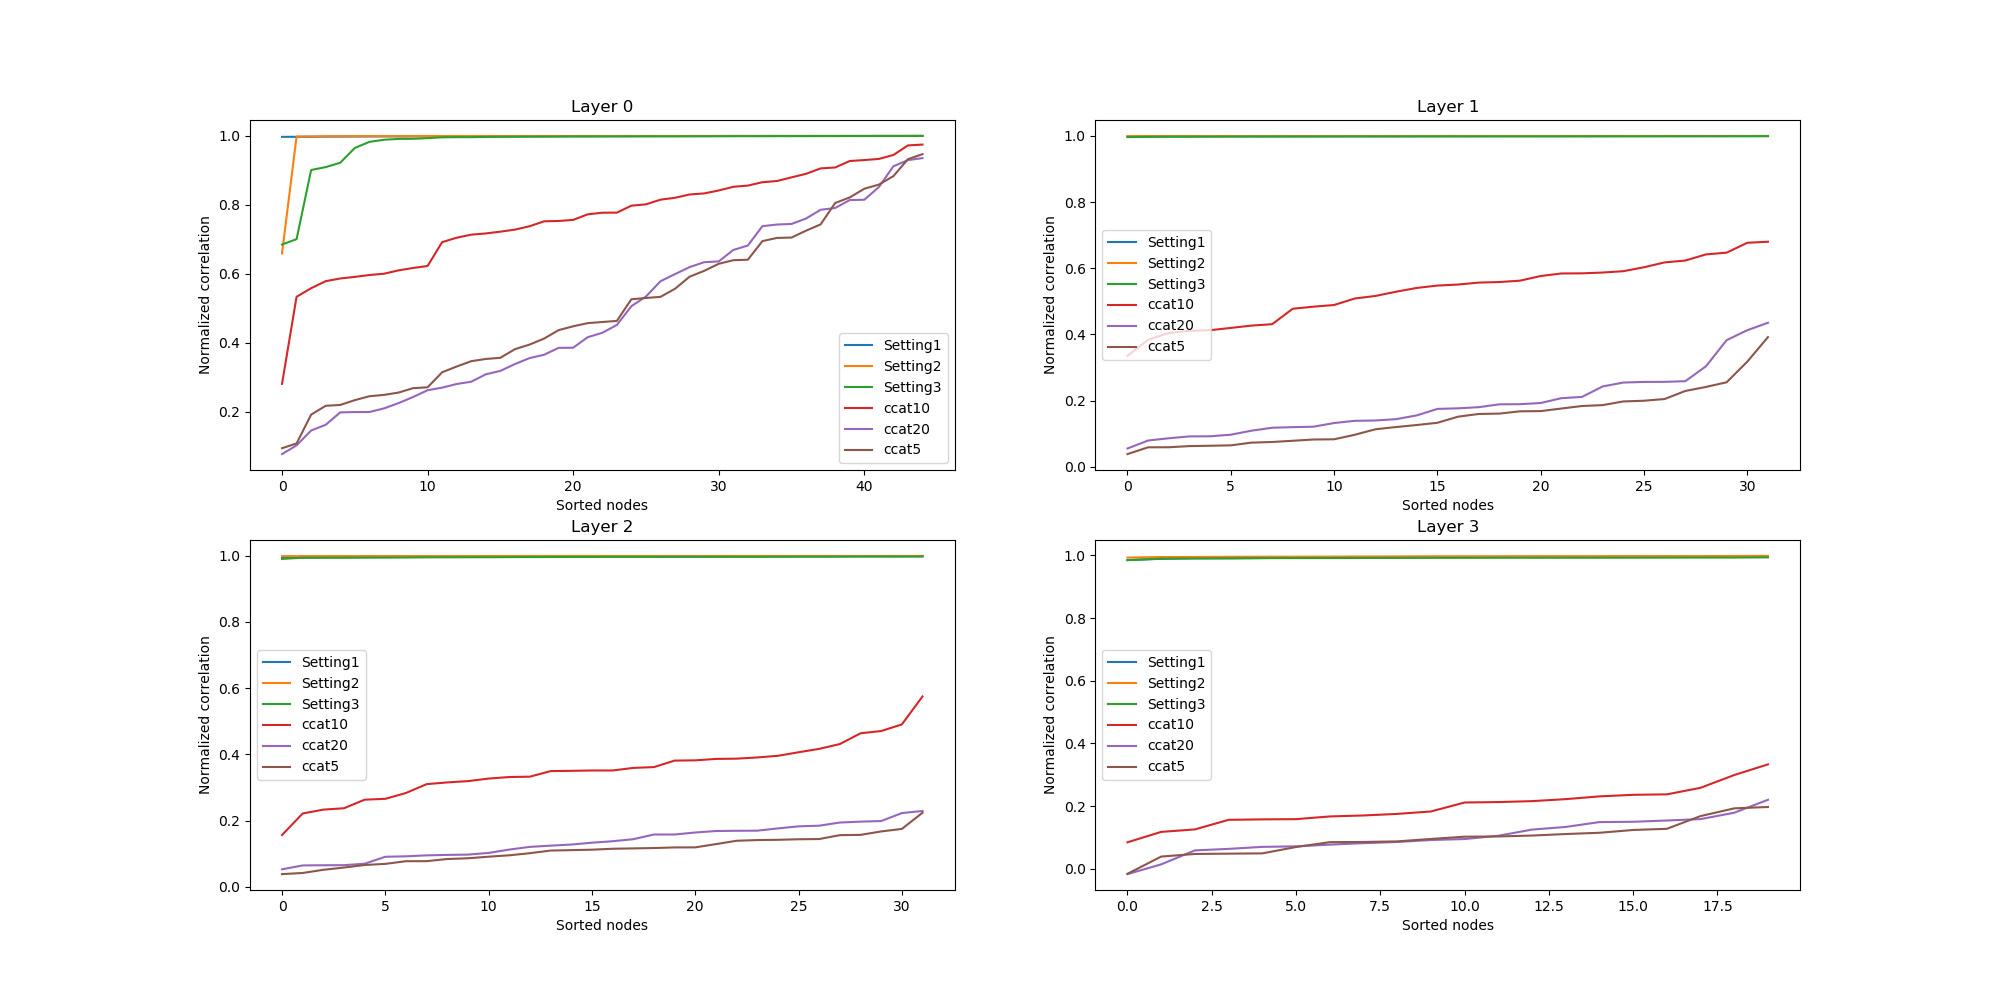 Layer 0
Normalized correlation
1.0
0.8
0.6
0.4
0.2
Setting1
Setting2
Setting3
ccat10
ccat20
ccat5
0 10 20 30 40
Sorted nodes
Layer 1
Normalized correlation
1.0
0.8
0.6
0.4
0.2
0.0
Setting1
Setting2
Setting3
ccat10
ccat20
ccat5
0 5 10 15 20 25 30
Sorted nodes
Layer 2
Normalized correlation
1.0
0.8
0.6
0.4
0.2
0.0
Setting1
Setting2
Setting3
ccat10
ccat20
ccat5
0 5 10 15 20 25 30
Sorted nodes
Layer 3
Normalized correlation
1.0
0.8
0.6
0.4
0.2
0.0
Setting1
Setting2
Setting3
ccat10
ccat20
ccat5
0.0 2.5 5.0 7.5 10.0 12.5 15.0 17.5
Sorted nodes